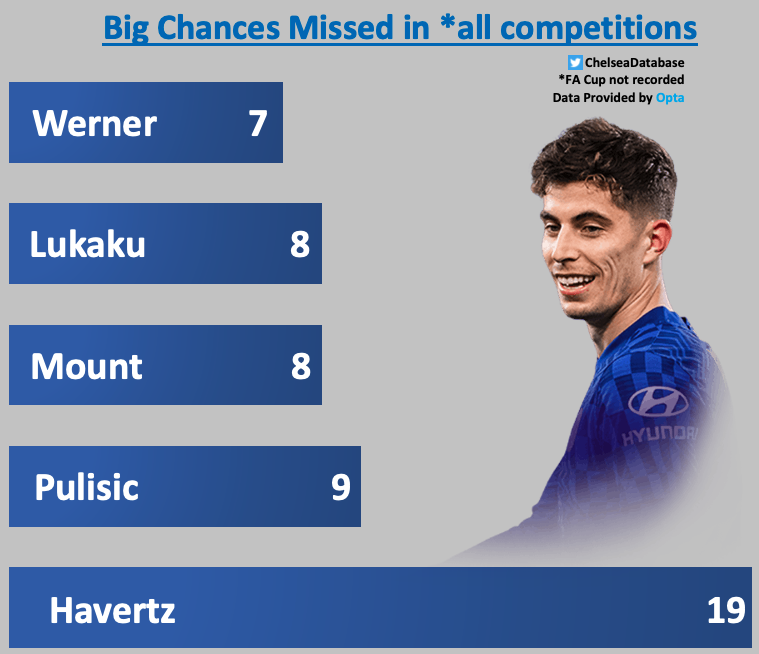 Big Chances Missed in *all competitions
ChelseaDatabase
*FA Cup not recorded
Data Provided by Opta
Werner 7
Lukaku 8
Mount 8
Pulisic 9
HYUNDAI
Havertz 19